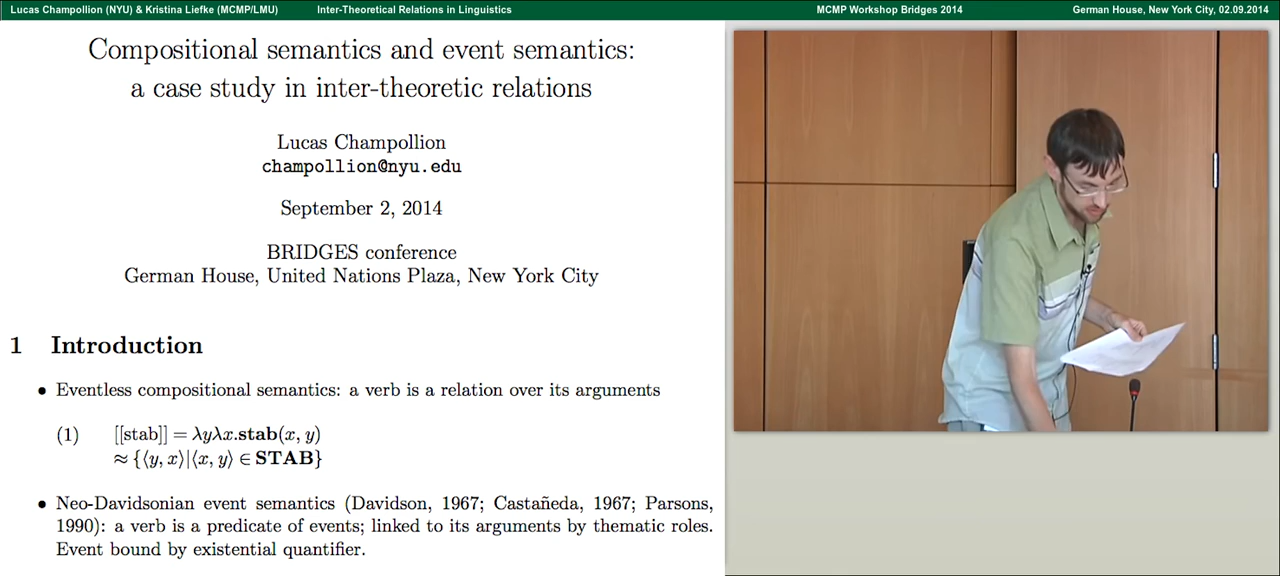 Lucas Champollion (NYU) & Kristina Liefke (MCMP/LMU) Inter-Theoretical Relations in Linguistics MCMP Workshop Bridges 2014 German House, New York City, 02.09.2014
Compositional semantics and event semantics:
a case study in inter-theoretic relations
Lucas Champollion
champollion@nyu.edu
September 2, 2014
BRIDGES conference
German House, United Nations Plaza, New York City
1 Introduction
• Eventless compositional semantics: a verb is a relation over its arguments
(1) [[stab]] = λyλx.stab(x, y)
≈ {⟨y, x⟩|⟨x, y⟩ ∈ STAB}
• Neo-Davidsonian event semantics (Davidson, 1967; Castañeda, 1967; Parsons,
1990): a verb is a predicate of events; linked to its arguments by thematic roles.
Event bound by existential quantifier.